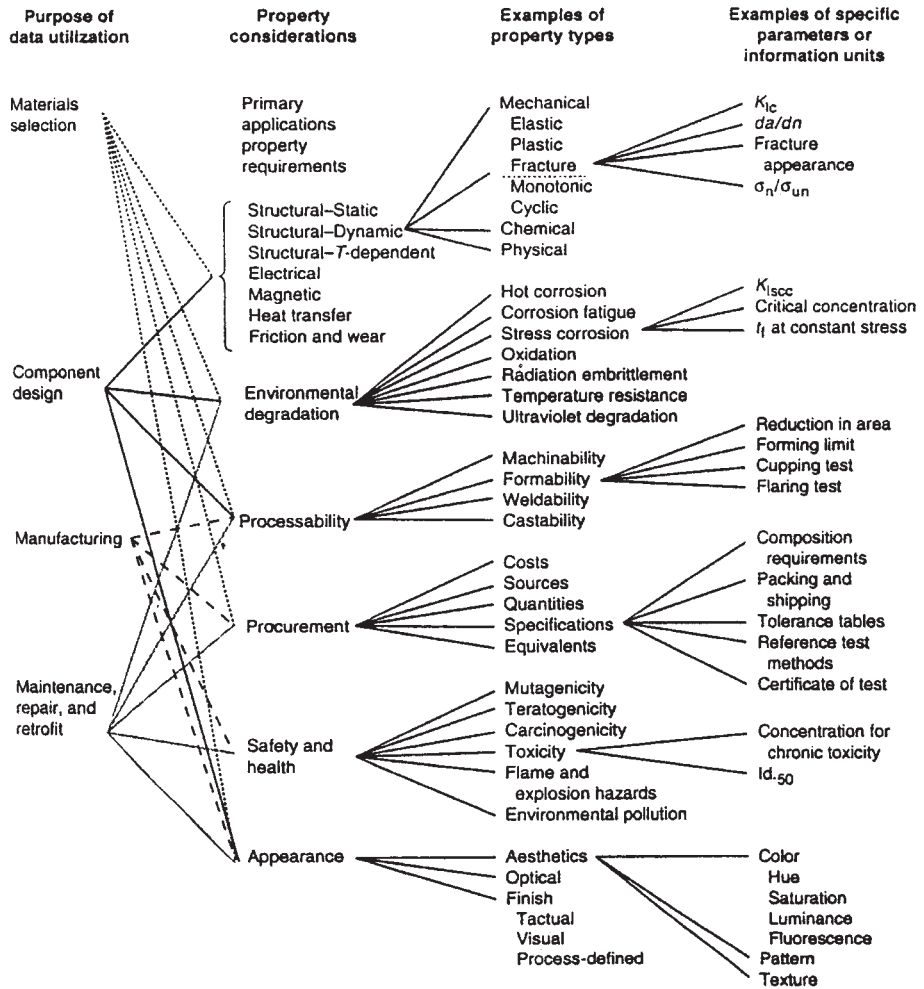 Purpose of
data utilization
Property
considerations
Examples of
property types
Examples of specific
parameters or
information units
Materials
selection
Component
design
Manufacturing
Maintenance,
repair, and
retrofit
Primary
applications
property
requirements
Structural–Static
Structural–Dynamic
Structural–T-dependent
Electrical
Magnetic
Heat transfer
Friction and wear
Environmental
degradation
Processability
Procurement
Safety and
health
Appearance
Mechanical
Elastic
Plastic
Fracture
Monotonic
Cyclic
Chemical
Physical
Hot corrosion
Corrosion fatigue
Stress corrosion
Oxidation
Radiation embrittlement
Temperature resistance
Ultraviolet degradation
Machinability
Formability
Weldability
Castability
Costs
Sources
Quantities
Specifications
Equivalents
Mutagenicity
Teratogenicity
Carcinogenicity
Toxicity
Flame and
explosion hazards
Environmental pollution
Aesthetics
Optical
Finish
Tactual
Visual
Process-defined
KIc
da/dn
Fracture
appearance
σn/σun
KIscc
Critical concentration
tf at constant stress
Reduction in area
Forming limit
Cupping test
Flaring test
Composition
requirements
Packing and
shipping
Tolerance tables
Reference test
methods
Certificate of test
Concentration for
chronic toxicity
Id.50
Color
Hue
Saturation
Luminance
Fluorescence
Pattern
Texture